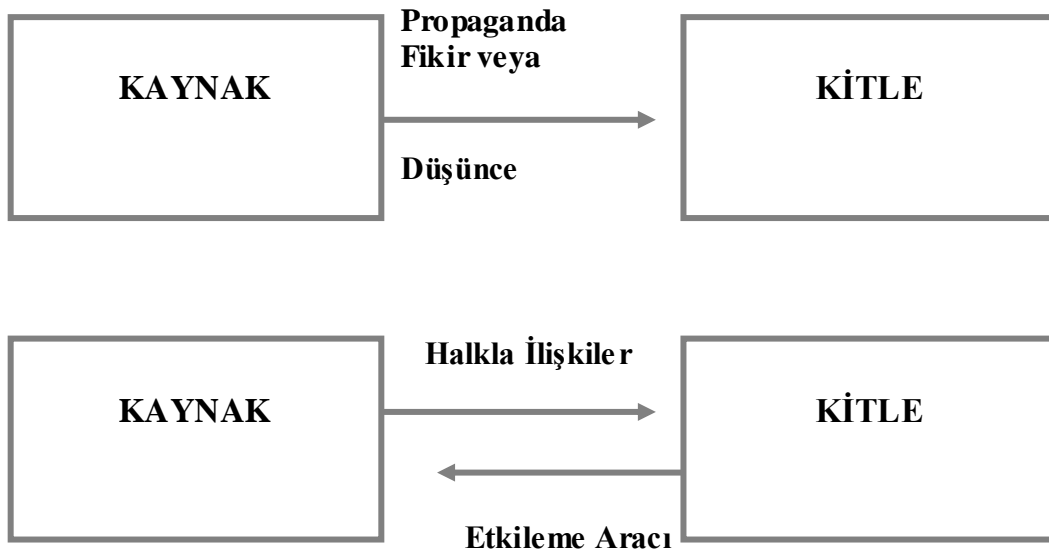 Propaganda
Fikir veya
KAYNAK
KİTLE
Düşünce
Halkla İlişkiler
KAYNAK
KİTLE
Etkileme Aracı